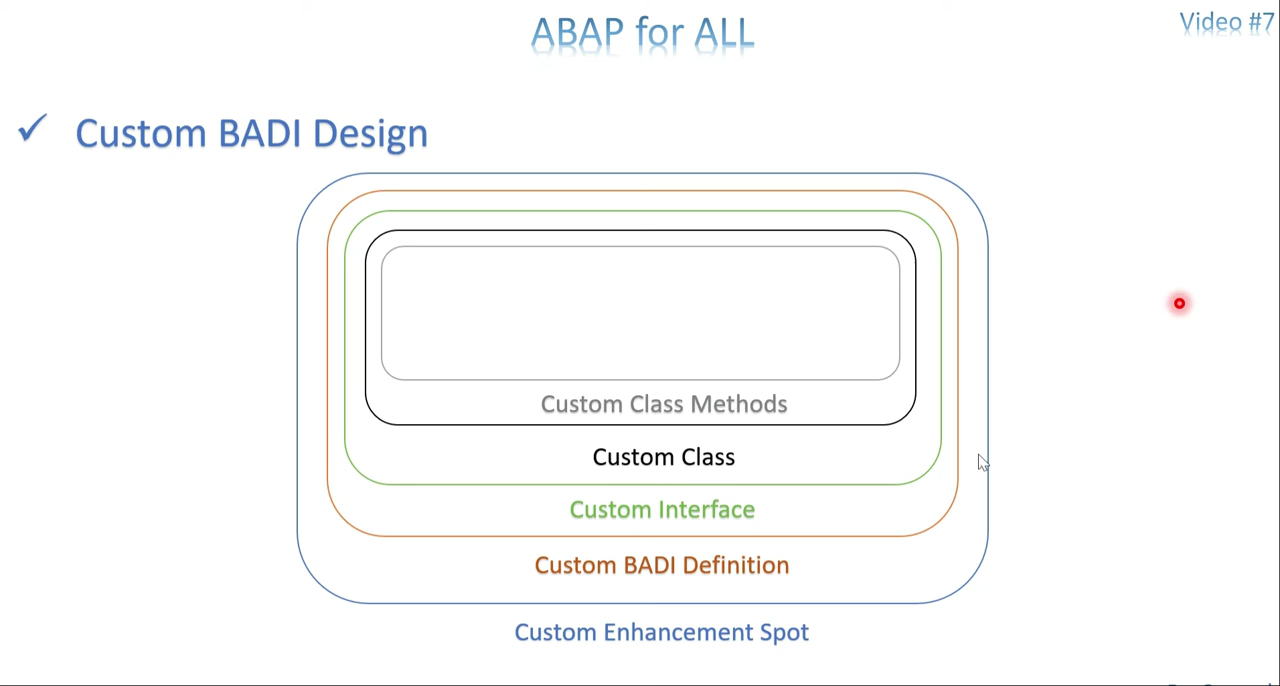 ABAP for ALL
Video #7
✓ Custom BADI Design
Custom Class Methods
Custom Class
Custom Interface
Custom BADI Definition
Custom Enhancement Spot